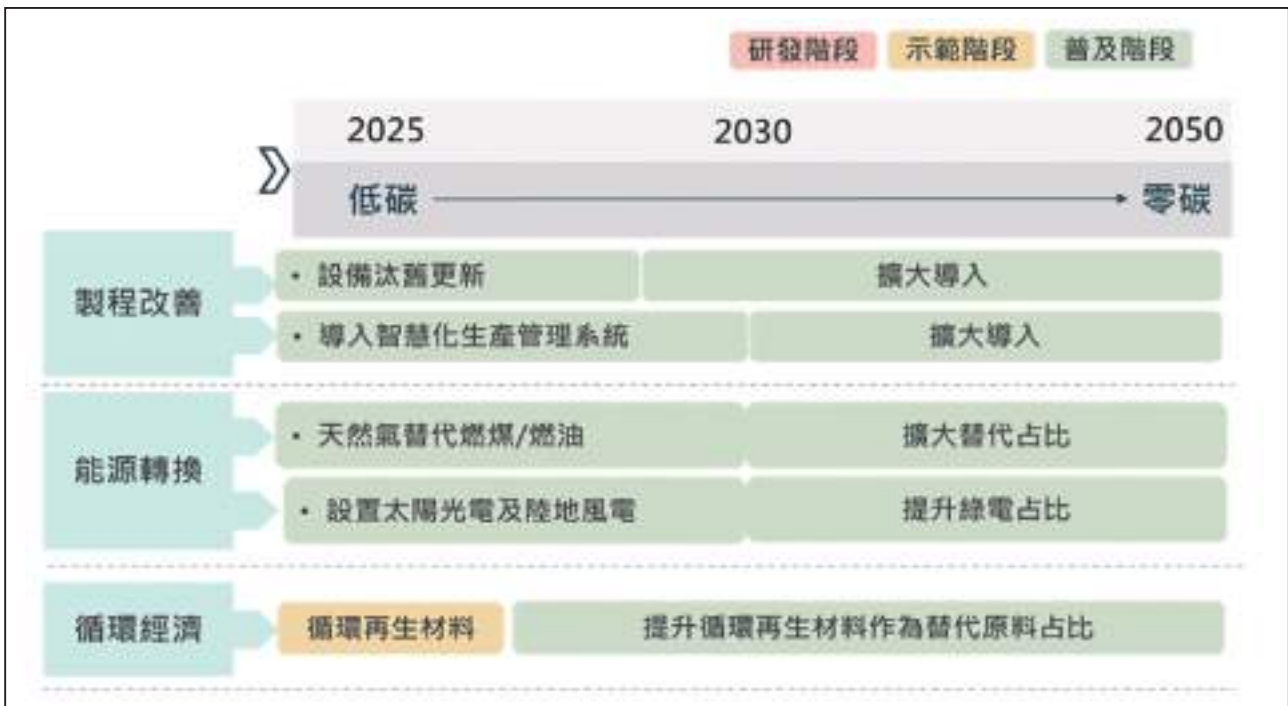 研發階段 示範階段 普及階段
2025 2030 2050
低碳 零碳
製程改善
• 設備汰舊更新 擴大導入
• 導入智慧化生產管理系統 擴大導入
能源轉換
• 天然氣替代燃煤/燃油 擴大替代占比
• 設置太陽光電及陸地風電 提升綠電占比
循環經濟
循環再生材料 提升循環再生材料作為替代原料占比